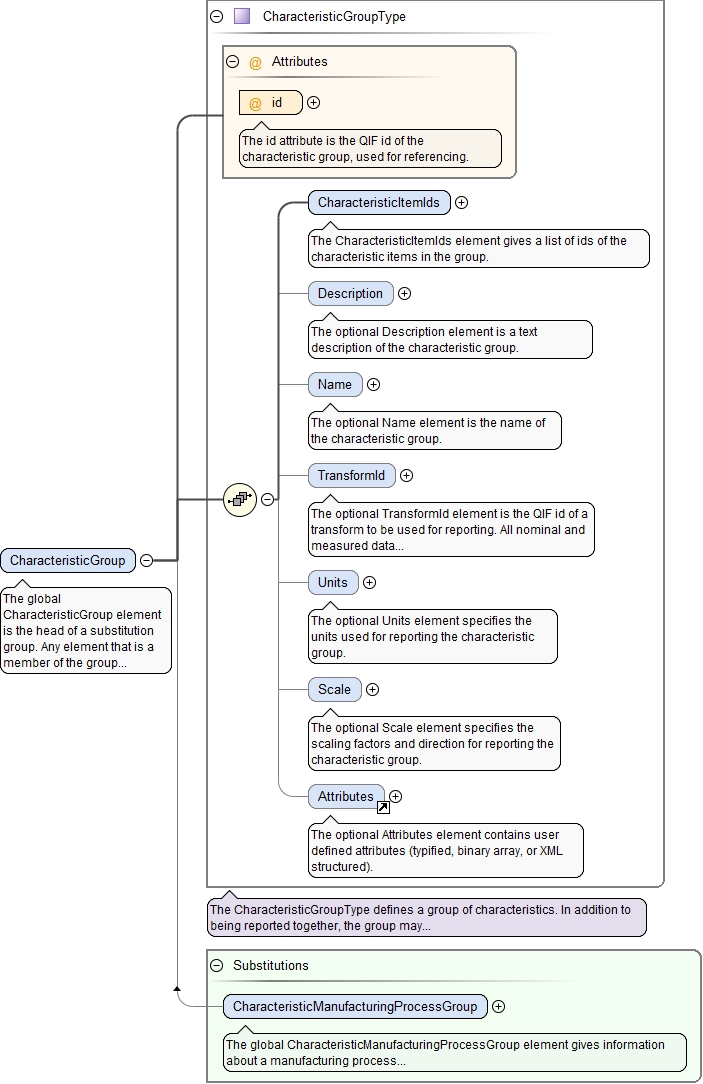 CharacteristicGroupType
@ Attributes
@ id
The id attribute is the QIF id of the
characteristic group, used for referencing.
CharacteristicItemIds
The CharacteristicItemIds element gives a list of ids of the
characteristic items in the group.
Description
The optional Description element is a text
description of the characteristic group.
Name
The optional Name element is the name of
the characteristic group.
TransformId
The optional TransformId element is the QIF id of a
transform to be used for reporting. All nominal and
measured data...
CharacteristicGroup
The global
CharacteristicGroup element
is the head of a substitution
group. Any element that is a
member of the group...
Units
The optional Units element specifies the
units used for reporting the characteristic
group.
Scale
The optional Scale element specifies the
scaling factors and direction for reporting the
characteristic group.
Attributes
The optional Attributes element contains user
defined attributes (typified, binary array, or XML
structured).
The CharacteristicGroupType defines a group of characteristics. In addition to
being reported together, the group may...
Substitutions
CharacteristicManufacturingProcessGroup
The global CharacteristicManufacturingProcessGroup element gives information
about a manufacturing process...